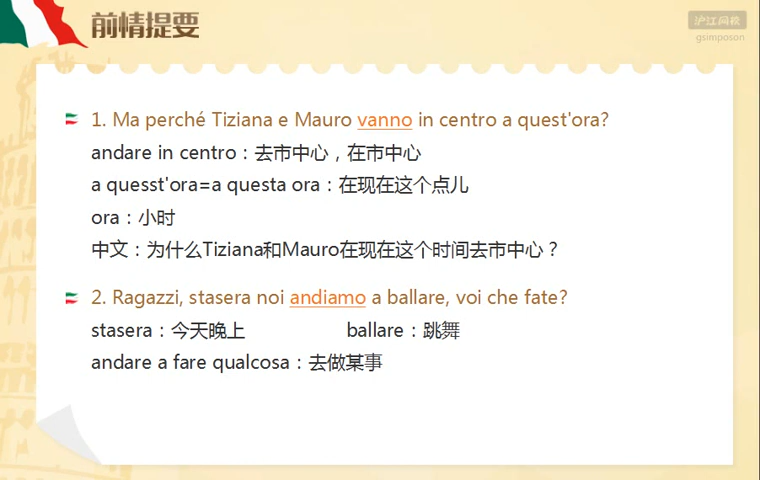 前情提要
沪江网校
gsimposon
1. Ma perché Tiziana e Mauro vanno in centro a quest'ora?
andare in centro：去市中心，在市中心
a quesst'ora=a questa ora：在现在这个点儿
ora：小时
中文：为什么Tiziana和Mauro在现在这个时间去市中心？
2. Ragazzi, stasera noi andiamo a ballare, voi che fate?
stasera：今天晚上 ballare：跳舞
andare a fare qualcosa：去做某事